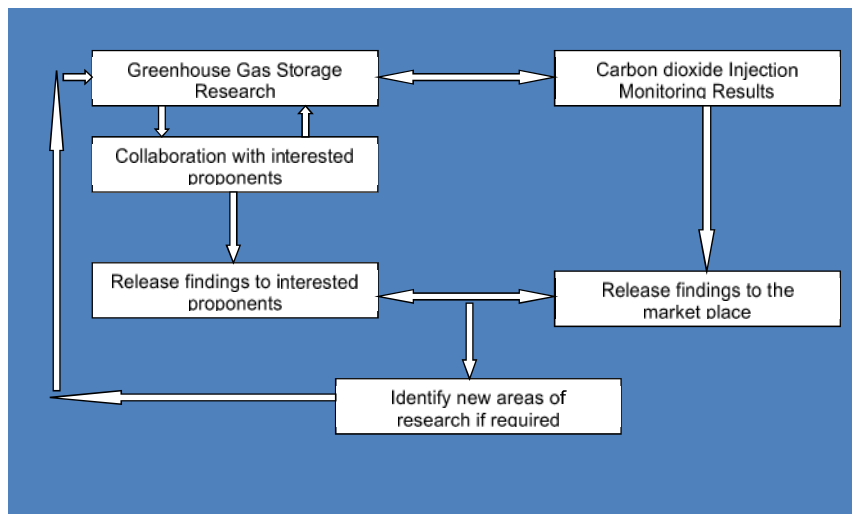 Greenhouse Gas Storage
Research
Carbon dioxide Injection
Monitoring Results
Collaboration with interested
proponents
Release findings to interested
proponents
Release findings to the
market place
Identify new areas of
research if required